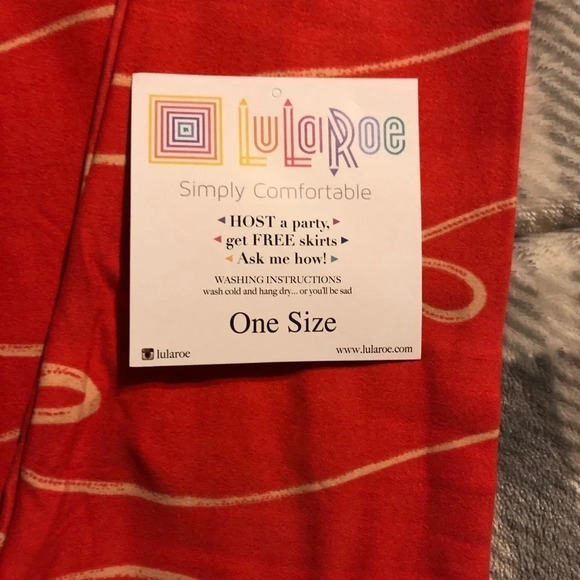 LuLaRoe
Simply Comfortable
HOST a party,
get FREE skirts
Ask me how!
WASHING INSTRUCTIONS
wash cold and hang dry... or you'll be sad
One Size
lularoe www.lularoe.com